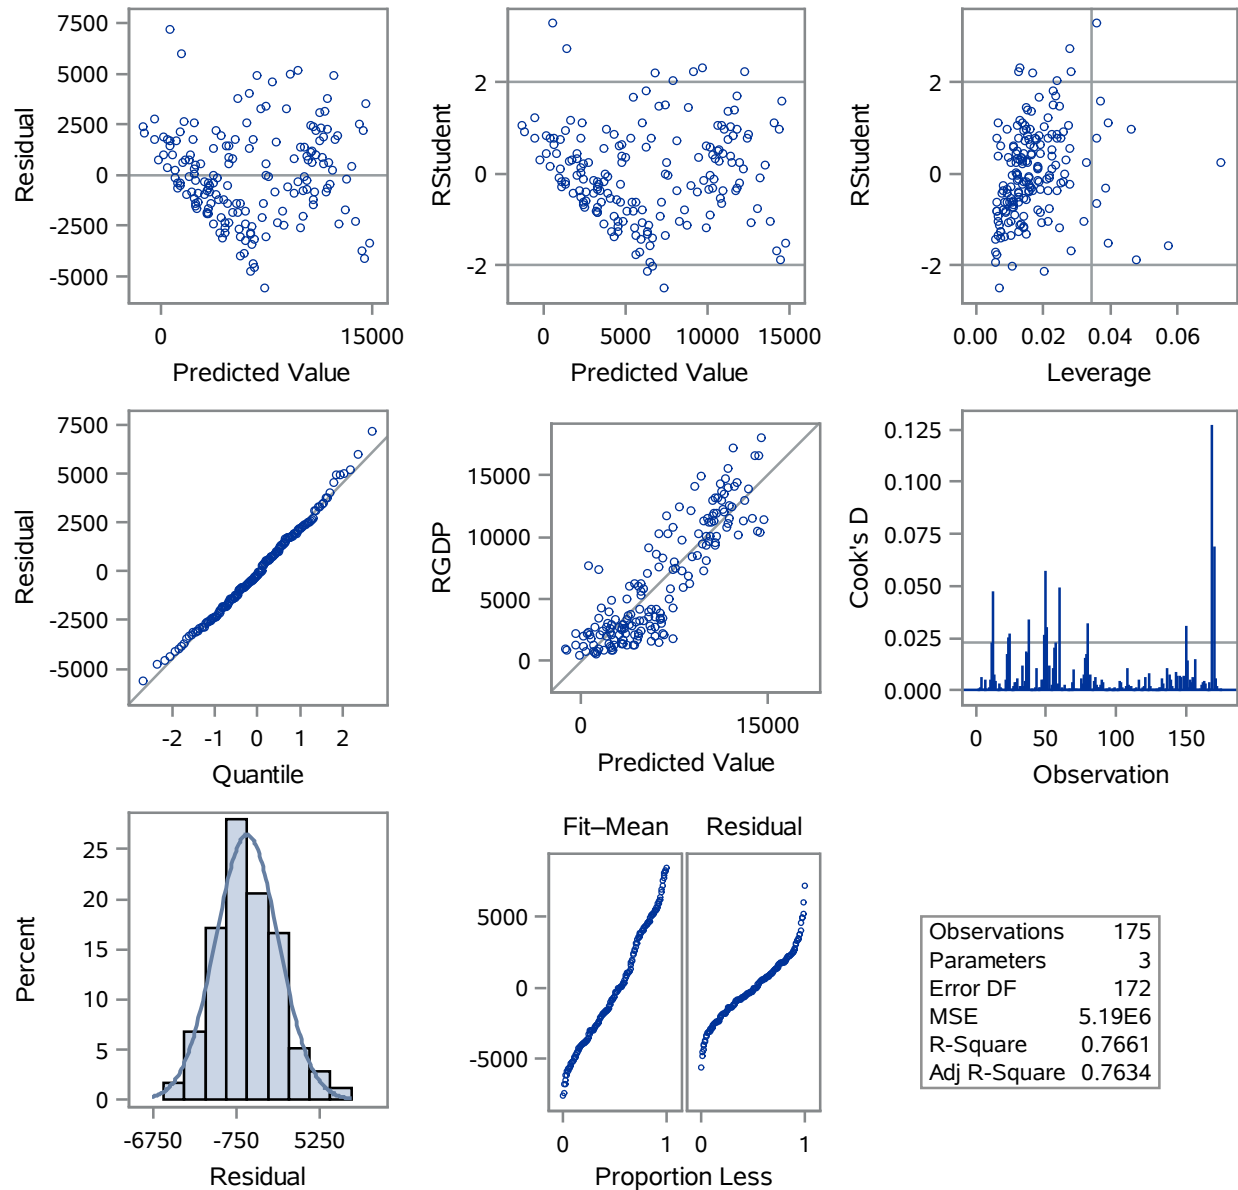 7500
5000
2500
0
-2500
-5000
Residual
0 15000
Predicted Value
2
0
-2
RStudent
0 5000 10000 15000
Predicted Value
2
0
-2
RStudent
0.00 0.02 0.04 0.06
Leverage
7500
5000
2500
0
-2500
-5000
Residual
-2 -1 0 1 2
Quantile
15000
10000
5000
0
RGDP
0 15000
Predicted Value
0.125
0.100
0.075
0.050
0.025
0.000
Cook's D
0 50 100 150
Observation
25
20
15
10
5
0
Percent
-6750 -750 5250
Residual
Fit–Mean Residual
5000
0
-5000
0 1 0 1
Proportion Less
Observations 175
Parameters 3
Error DF 172
MSE 5.19E6
R-Square 0.7661
Adj R-Square 0.7634